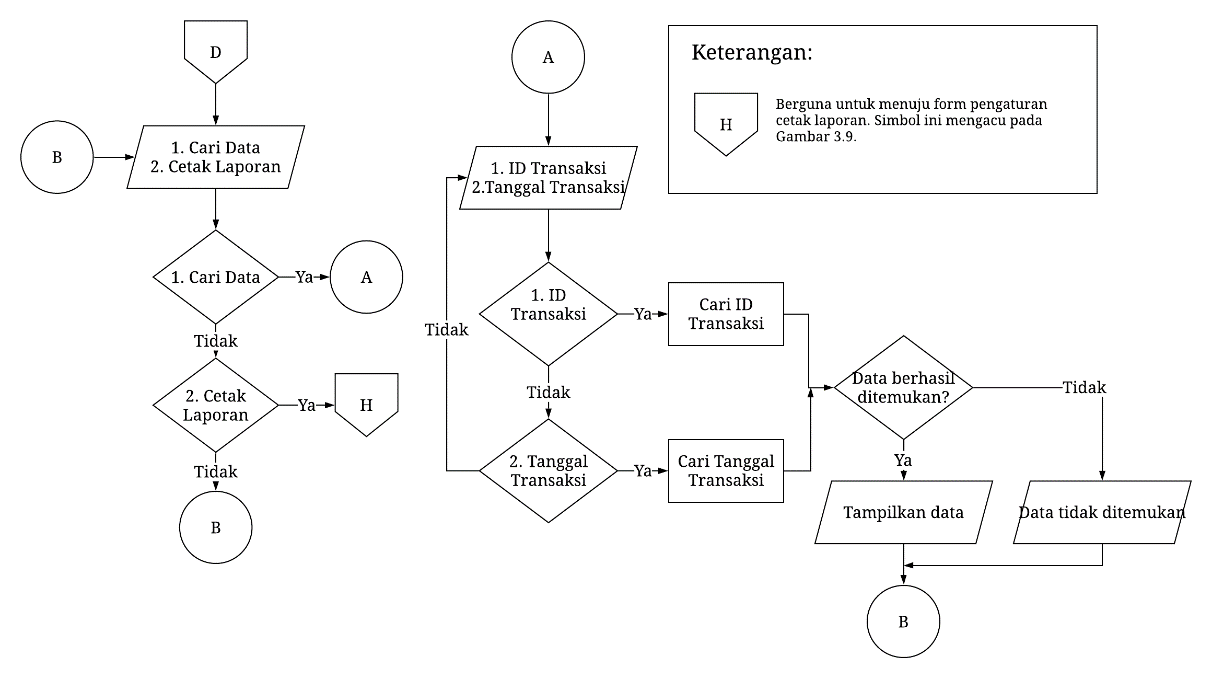 D
B
1. Cari Data
2. Cetak Laporan
1. Cari Data
Ya
A
Tidak
2. Cetak
Laporan
Ya
H
Tidak
B
A
1. ID Transaksi
2.Tanggal Transaksi
1. ID
Transaksi
Ya
Cari ID
Transaksi
Tidak
Tidak
2. Tanggal
Transaksi
Ya
Cari Tanggal
Transaksi
Data berhasil
ditemukan?
Tidak
Ya
Tampilkan data
Data tidak ditemukan
B
Keterangan:
H
Berguna untuk menuju form pengaturan
cetak laporan. Simbol ini mengacu pada
Gambar 3.9.